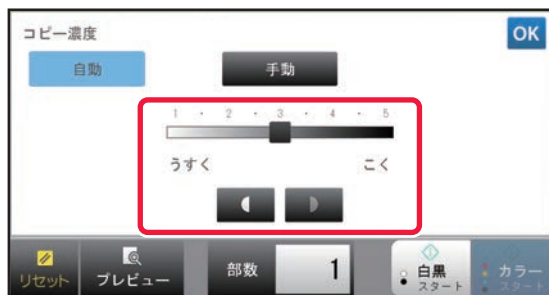 コピー濃度
OK
自動
手動
1 ・ 2 ・ 3 ・ 4 ・ 5
うすく
こく
リセット
プレビュー
部数
1
白黒
スタート
カラー
スタート